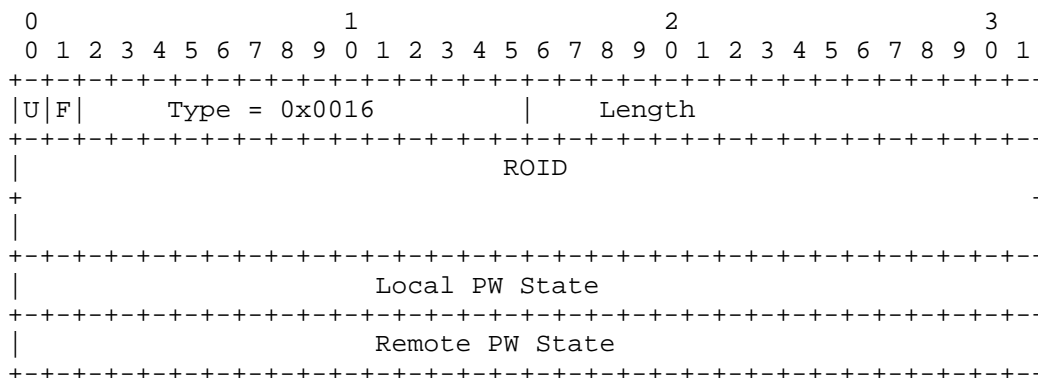 0                   1                   2                   3
 0 1 2 3 4 5 6 7 8 9 0 1 2 3 4 5 6 7 8 9 0 1 2 3 4 5 6 7 8 9 0 1
+-+-+-+-+-+-+-+-+-+-+-+-+-+-+-+-+-+-+-+-+-+-+-+-+-+-+-+-+-+-+-+--
|U|F|     Type = 0x0016         |    Length
+-+-+-+-+-+-+-+-+-+-+-+-+-+-+-+-+-+-+-+-+-+-+-+-+-+-+-+-+-+-+-+--
|                              ROID
+                                                               -
|
+-+-+-+-+-+-+-+-+-+-+-+-+-+-+-+-+-+-+-+-+-+-+-+-+-+-+-+-+-+-+-+--
|                      Local PW State
+-+-+-+-+-+-+-+-+-+-+-+-+-+-+-+-+-+-+-+-+-+-+-+-+-+-+-+-+-+-+-+--
|                      Remote PW State
+-+-+-+-+-+-+-+-+-+-+-+-+-+-+-+-+-+-+-+-+-+-+-+-+-+-+-+-+-+-+-+--